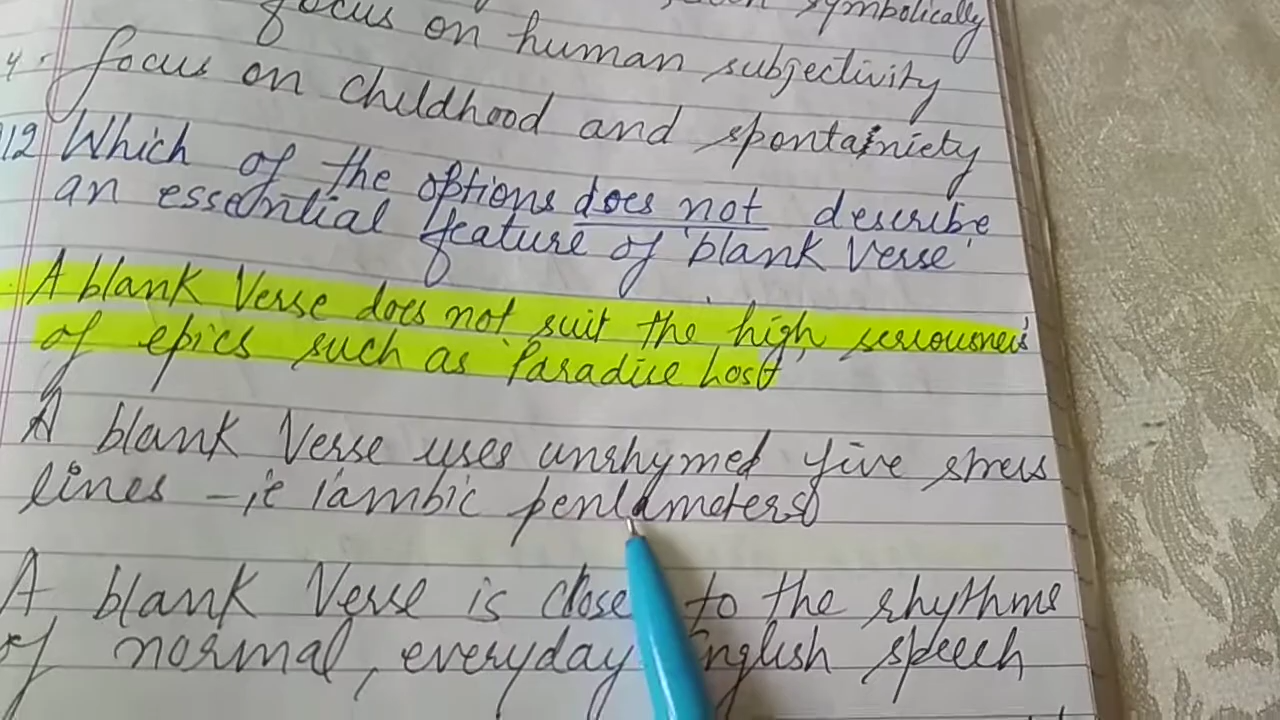 symbolically
focus on human subjectivity
4. focus on childhood and spontainiety
12 Which of the options does not describe
an essential feature of 'blank Verse'
A blank Verse does not suit the high seriousness
of epics such as 'Paradise Lost'
A blank Verse uses unrhymed five stress
lines - ie iambic pentameters
A blank Verse is close to the rhythms
of normal, everyday English speech